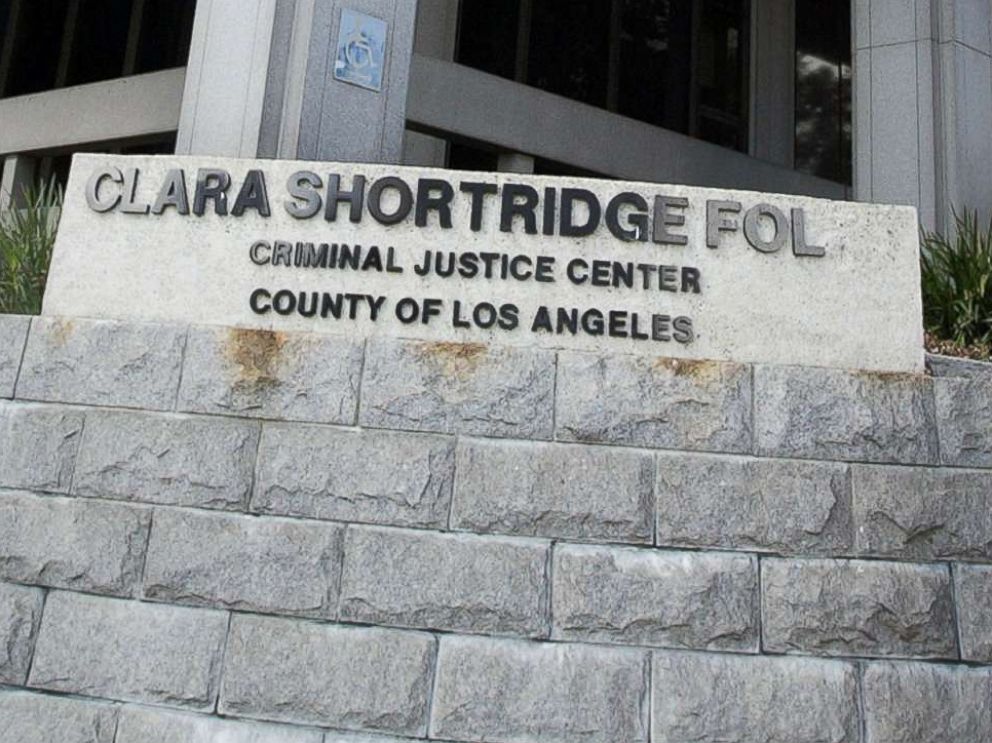 CLARA SHORTRIDGE FOL
CRIMINAL JUSTICE CENTER
COUNTY OF LOS ANGELES